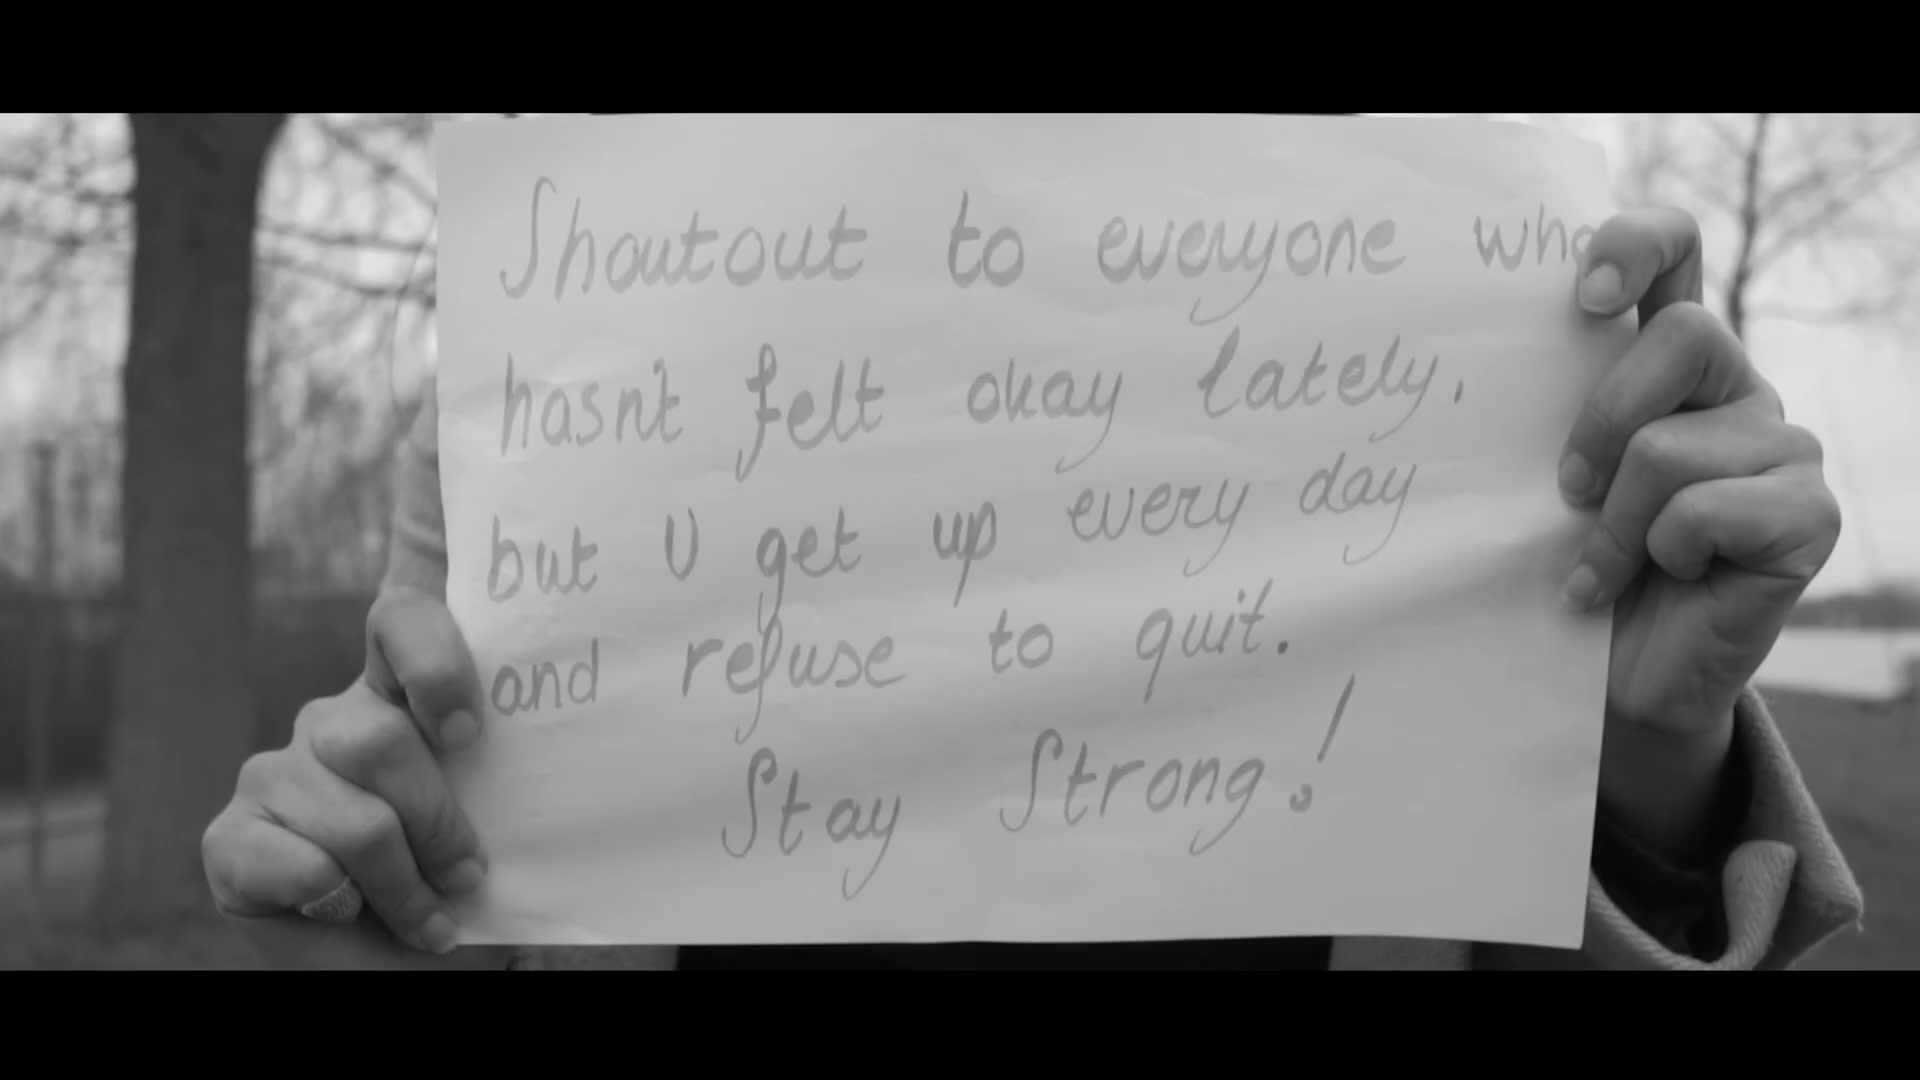 Shoutout to everyone who
hasn't felt okay lately,
but U get up every day
and refuse to quit.
Stay Strong!